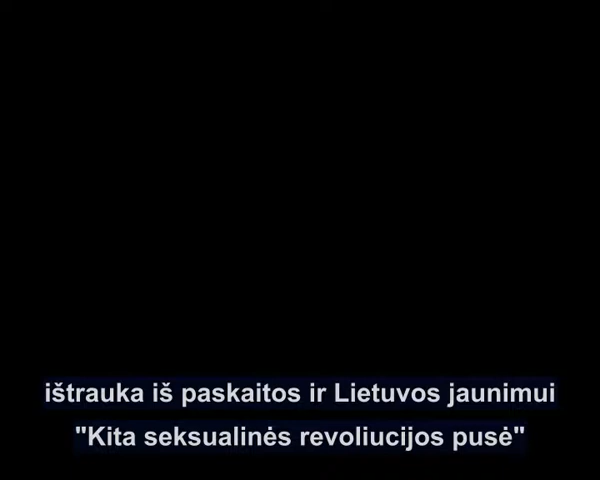 ištrauka iš paskaitos ir Lietuvos jaunimui
"Kita seksualinės revoliucijos pusė"